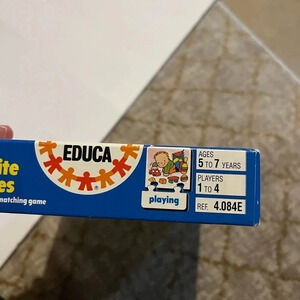 EDUCA
ite
es
matching game
playing
AGES
5 TO 7 YEARS
PLAYERS
1 TO 4
REF. 4.084E